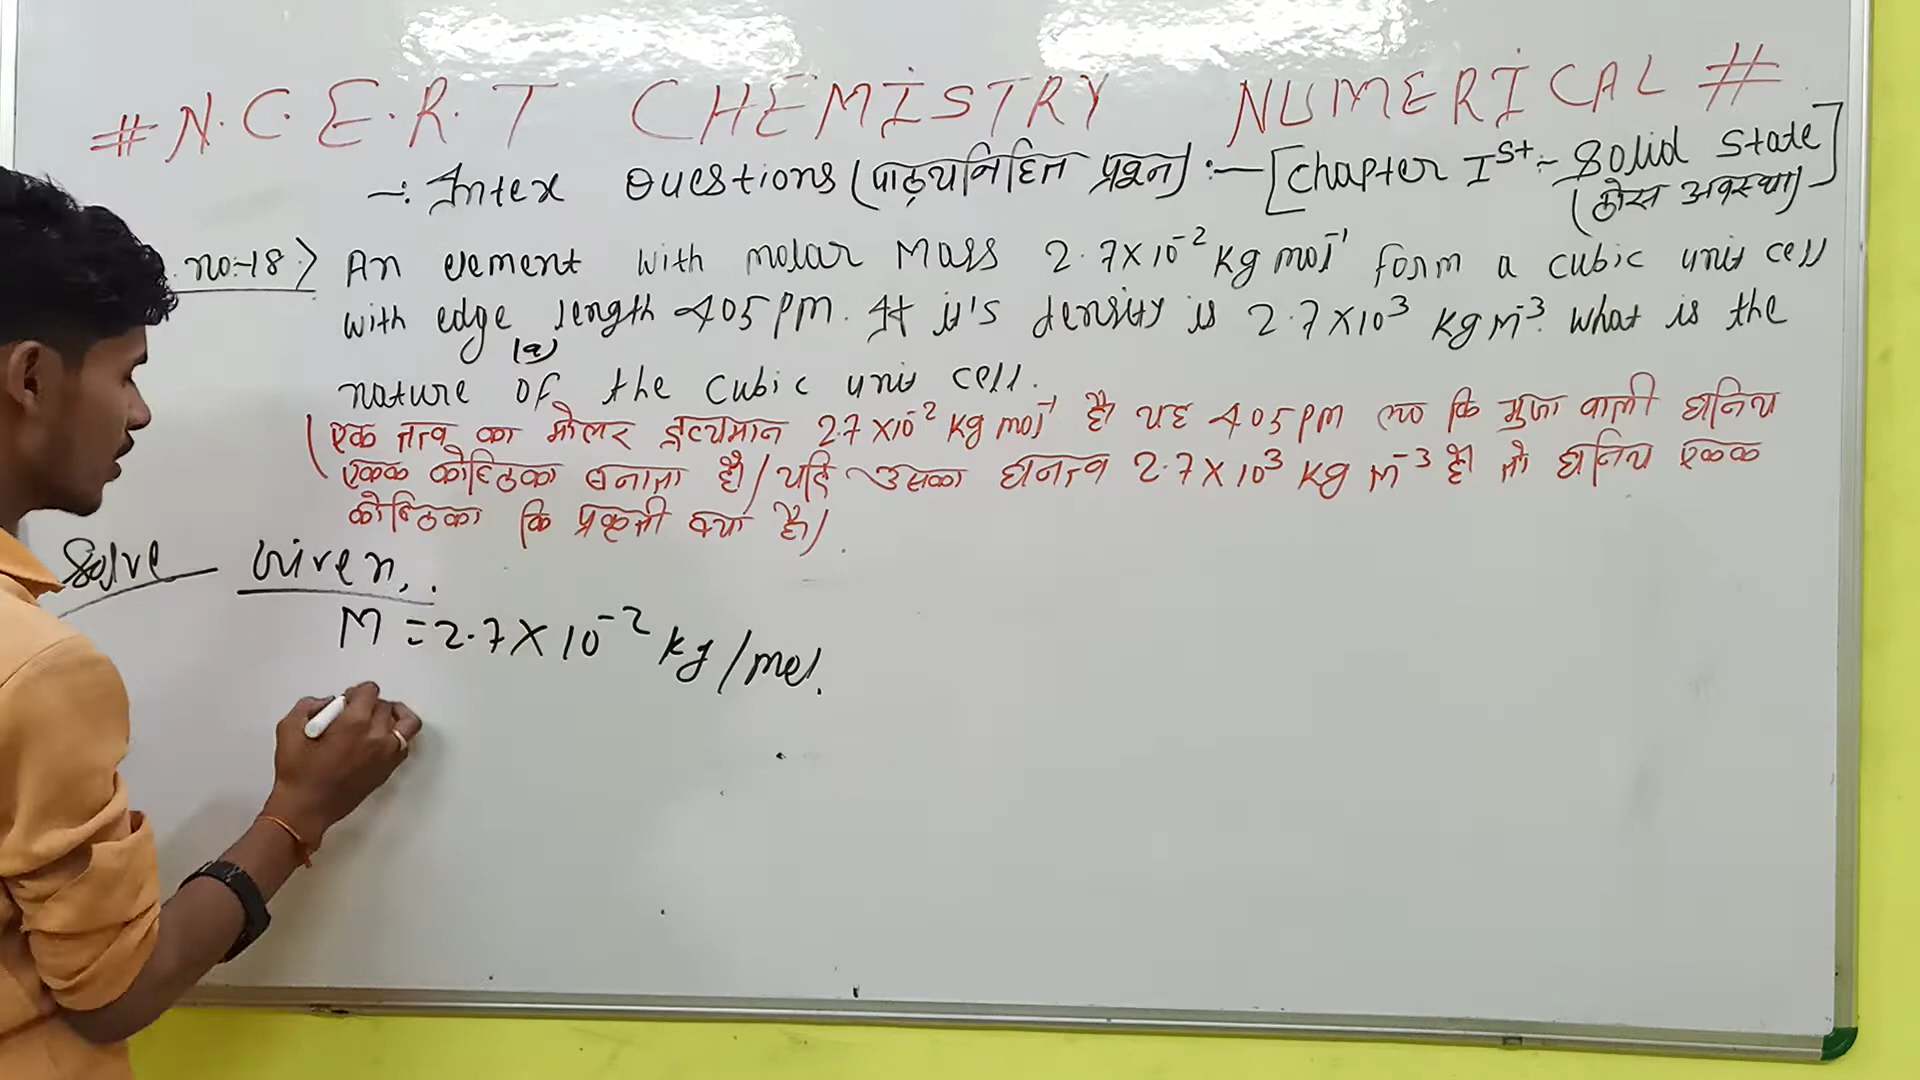 # N.C.E.R.T CHEMISTRY NUMERICAL #
-: Intex Questions (पाठ्यनिहित प्रश्न) :- [Chapter Ist :- Solid State]
(ठोस अवस्था)
no:-18 > An element with molar Mass 2.7×10⁻² Kg mol⁻¹ form a cubic unit cell
with edge length 405 pm. If it's density is 2.7×10³ Kg M⁻³. What is the
(a)
nature of the cubic unit cell.
(एक तत्व का मोलर द्रव्यमान 2.7×10⁻² Kg mol⁻¹ है यह 405 pm कि भुजा वाली घनिय
एकक कोष्ठिका बनाता है। यदि उसका घनत्व 2.7×10³ Kg M⁻³ है तो घनिय एकक
कोष्ठिका कि प्रकृती क्या है।)
Solve Given,
M = 2.7×10⁻² kg/mol.